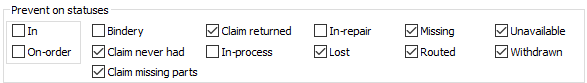 Prevent on statuses
In Bindery Claim returned In-repair Missing Unavailable
On-order Claim never had In-process Lost Routed Withdrawn
Claim missing parts